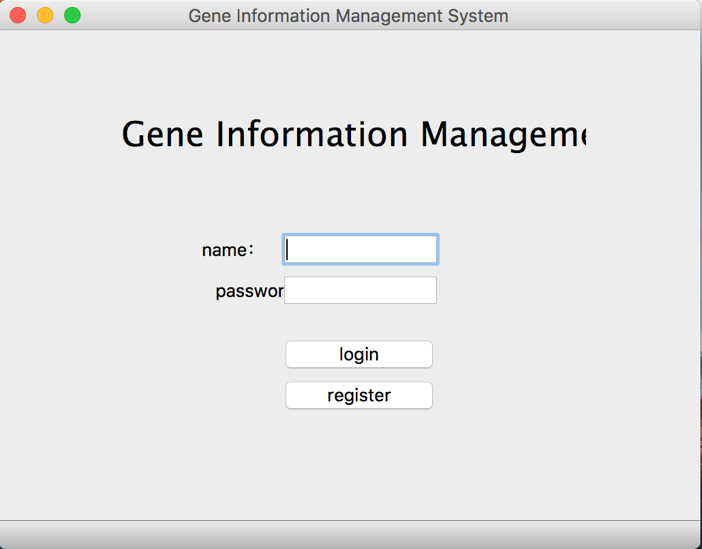 Gene Information Management System
Gene Information Manageme
name：
passwor
login
register